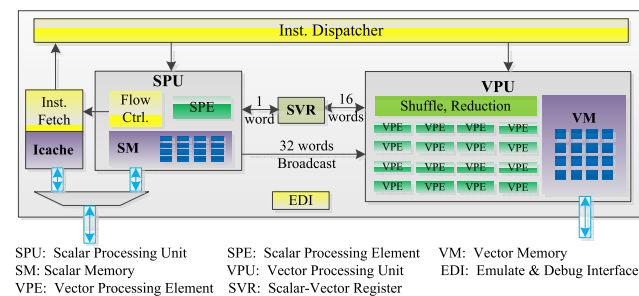 Inst. Dispatcher
SPU
VPU
Inst.
Fetch
Icache
Flow
Ctrl.
SPE
SM
1
word
SVR
16
words
32 words
Broadcast
EDI
Shuffle, Reduction
VPE VPE VPE VPE
VPE VPE VPE VPE
VPE VPE VPE VPE
VPE VPE VPE VPE
VM
SPU: Scalar Processing Unit
SPE: Scalar Processing Element
VM: Vector Memory
SM: Scalar Memory
VPU: Vector Processing Unit
EDI: Emulate & Debug Interface
VPE: Vector Processing Element
SVR: Scalar-Vector Register